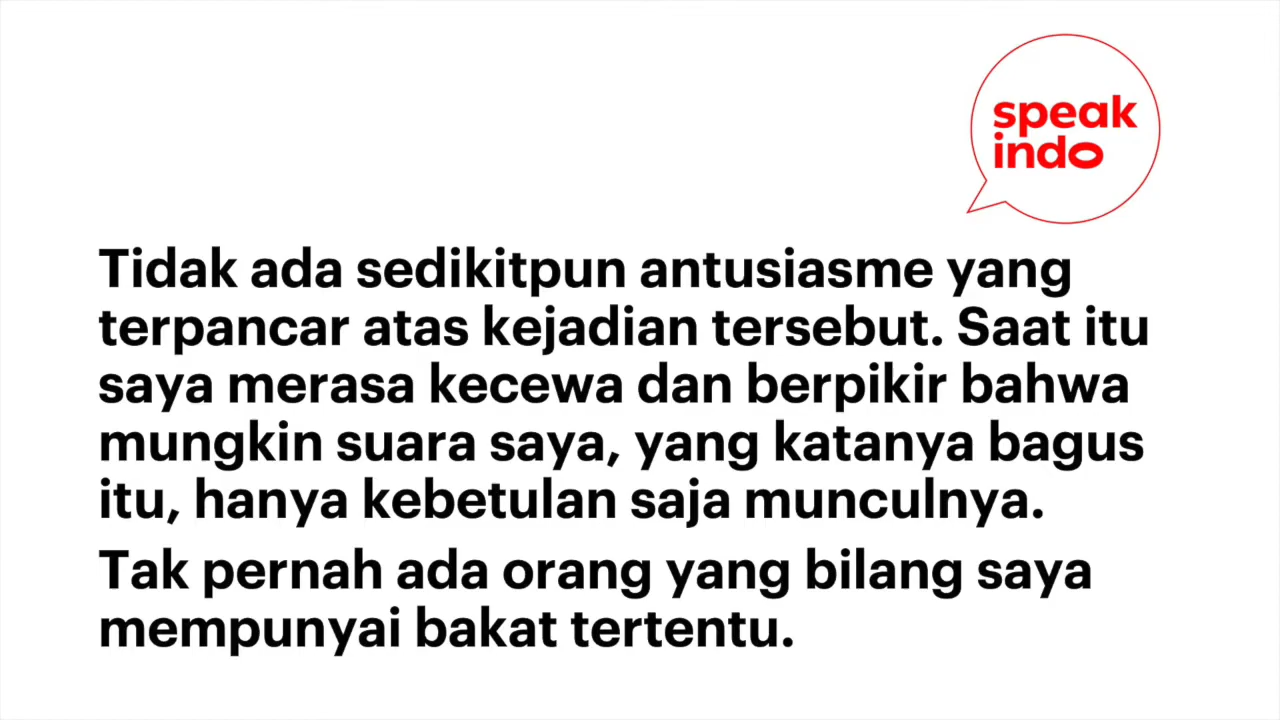 speak
indo
Tidak ada sedikitpun antusiasme yang
terpancar atas kejadian tersebut. Saat itu
saya merasa kecewa dan berpikir bahwa
mungkin suara saya, yang katanya bagus
itu, hanya kebetulan saja munculnya.
Tak pernah ada orang yang bilang saya
mempunyai bakat tertentu.